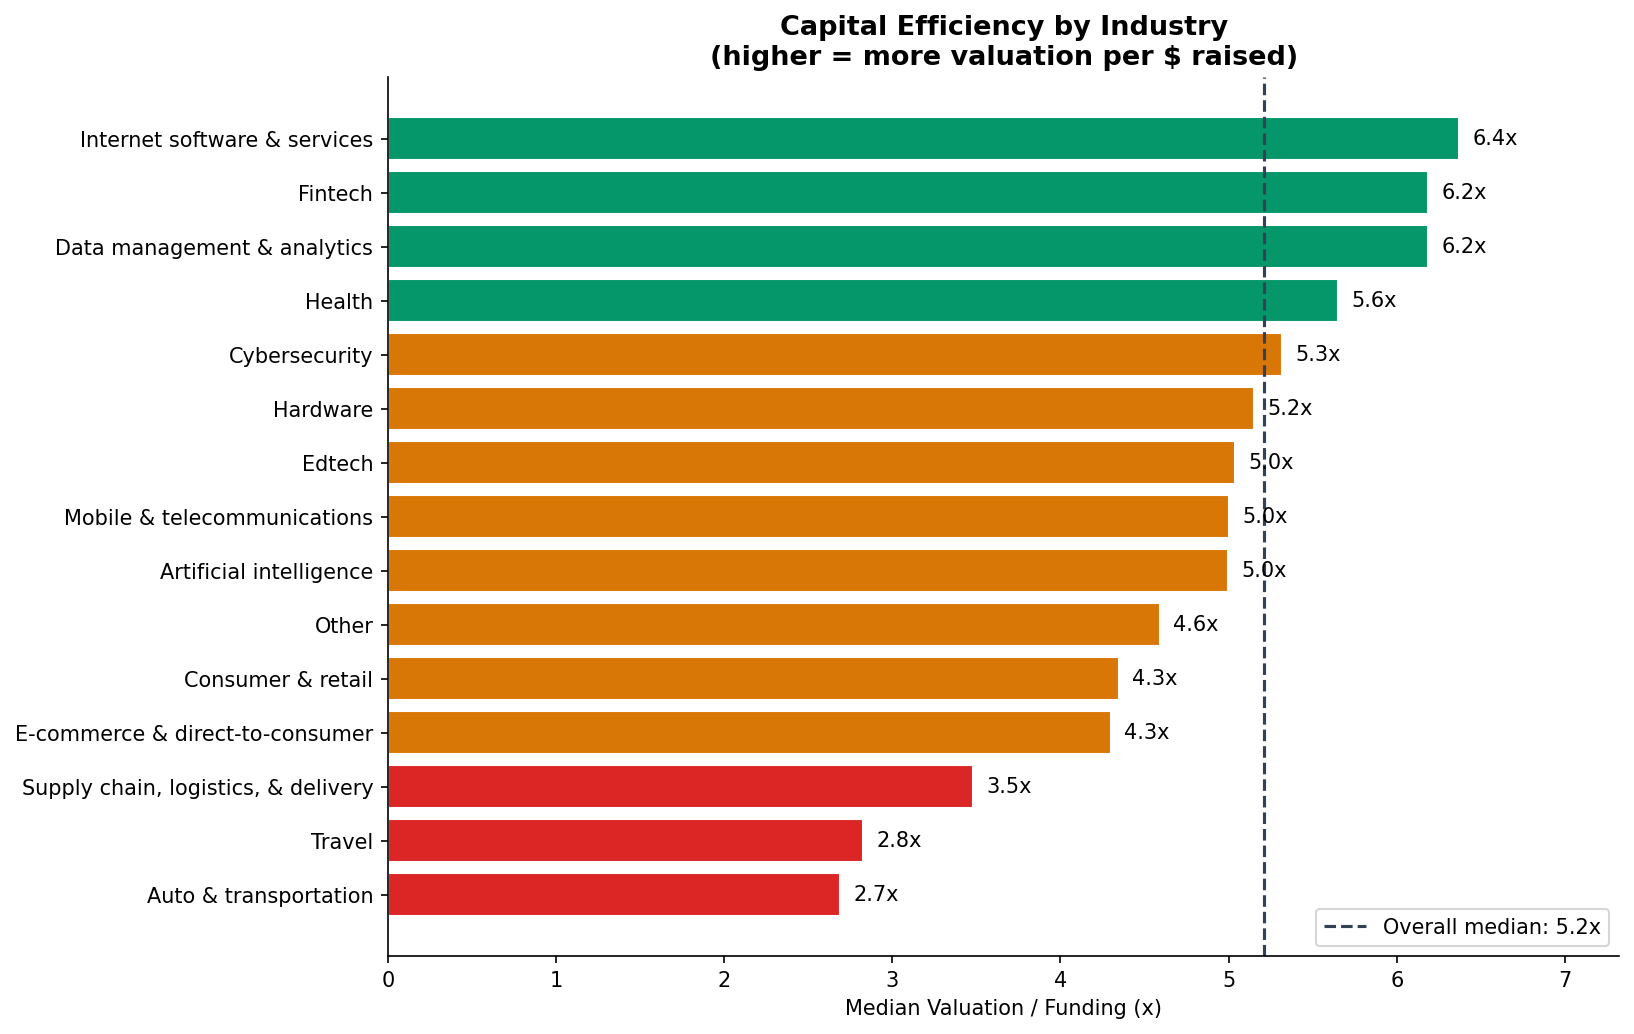 Capital Efficiency by Industry
(higher = more valuation per $ raised)
Internet software & services 6.4x
Fintech 6.2x
Data management & analytics 6.2x
Health 5.6x
Cybersecurity 5.3x
Hardware 5.2x
Edtech 5.0x
Mobile & telecommunications 5.0x
Artificial intelligence 5.0x
Other 4.6x
Consumer & retail 4.3x
E-commerce & direct-to-consumer 4.3x
Supply chain, logistics, & delivery 3.5x
Travel 2.8x
Auto & transportation 2.7x
Overall median: 5.2x
0 1 2 3 4 5 6 7
Median Valuation / Funding (x)